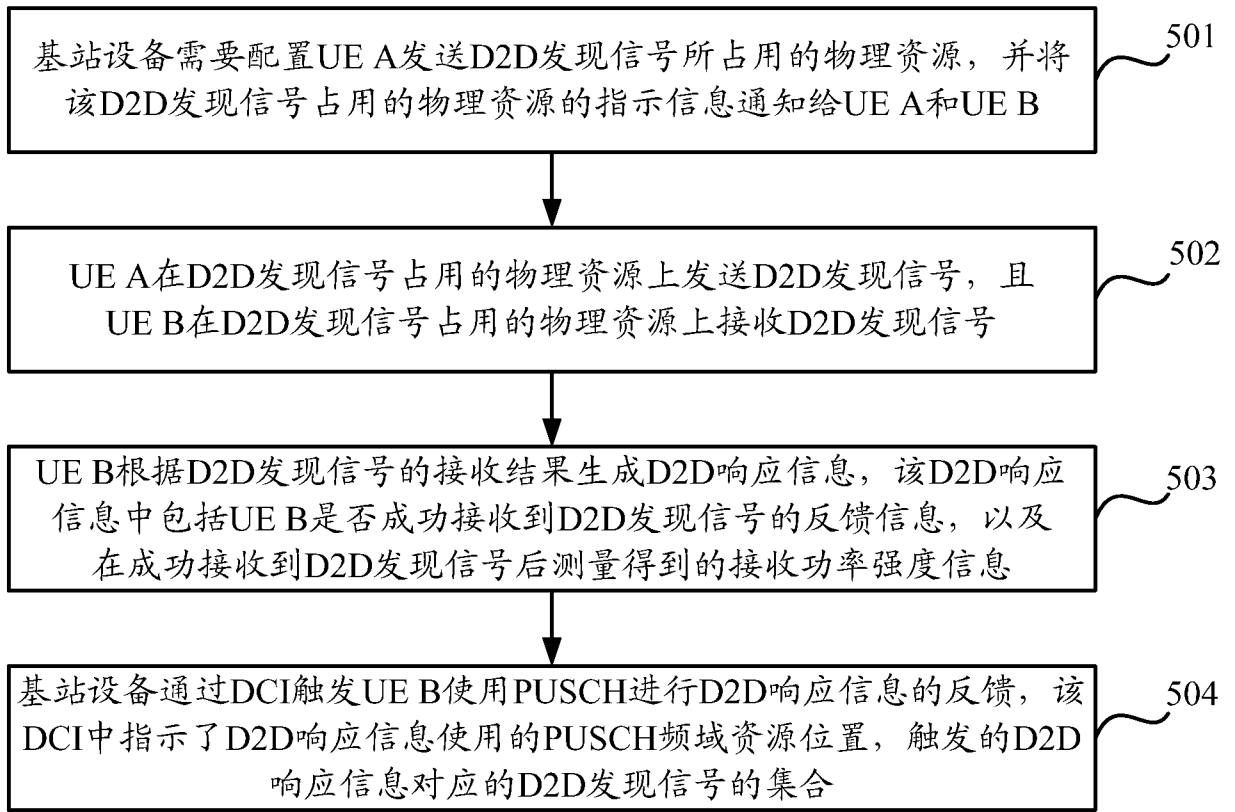 基站设备需要配置UE A发送D2D发现信号所占用的物理资源，并将
该D2D发现信号占用的物理资源的指示信息通知给UE A和UE B
501
UE A在D2D发现信号占用的物理资源上发送D2D发现信号，且
UE B在D2D发现信号占用的物理资源上接收D2D发现信号
502
UE B根据D2D发现信号的接收结果生成D2D响应信息，该D2D响应
信息中包括UE B是否成功接收到D2D发现信号的反馈信息，以及
在成功接收到D2D发现信号后测量得到的接收功率强度信息
503
基站设备通过DCI触发UE B使用PUSCH进行D2D响应信息的反馈，该
DCI中指示了D2D响应信息使用的PUSCH频域资源位置，触发的D2D
响应信息对应的D2D发现信号的集合
504